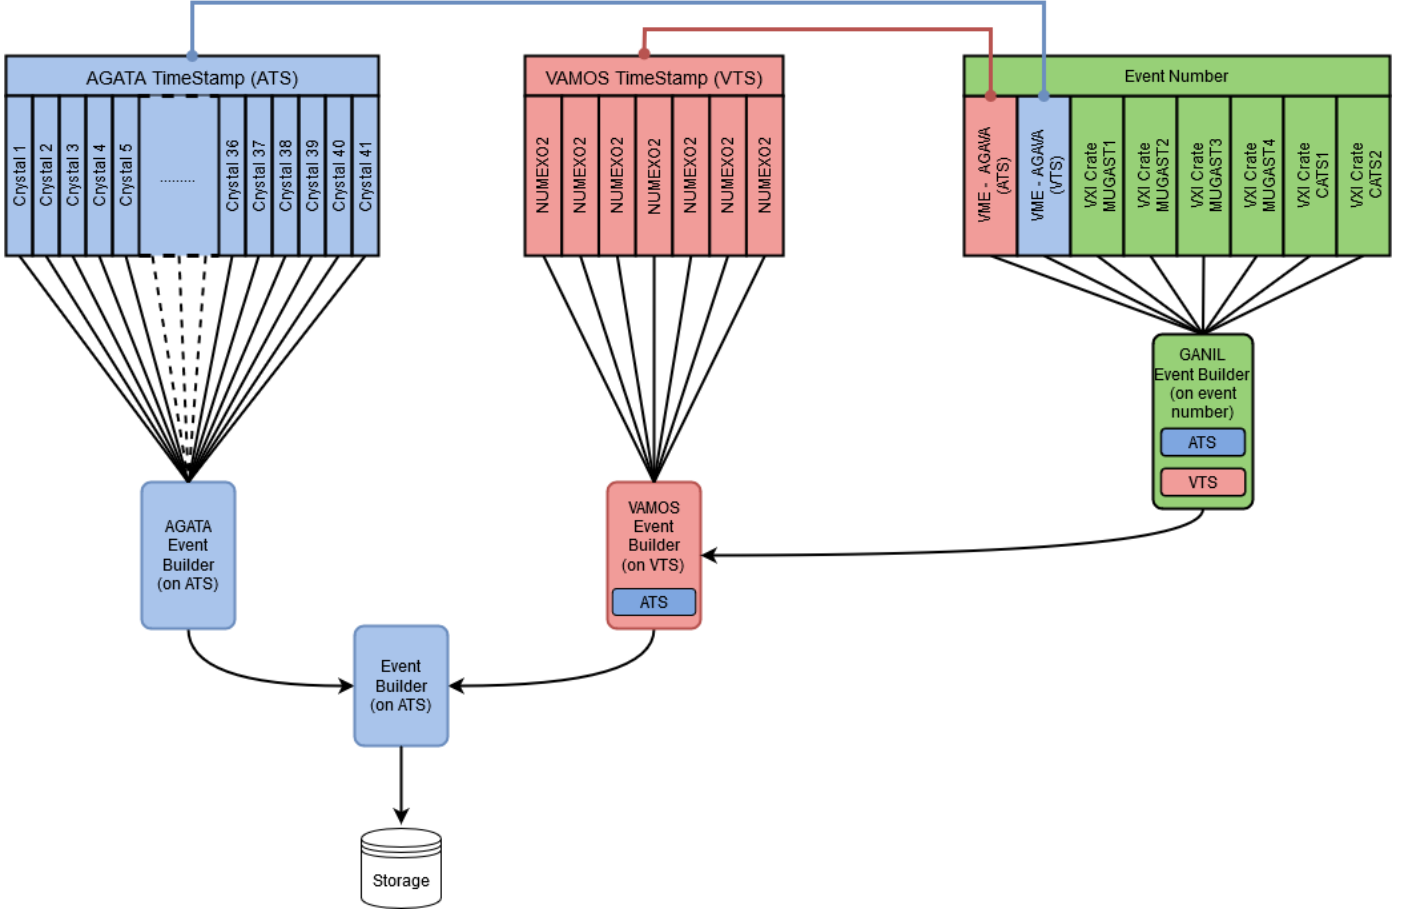 AGATA TimeStamp (ATS)
VAMOS TimeStamp (VTS)
Event Number
Crystal 1
Crystal 2
Crystal 3
Crystal 4
Crystal 5
.........
Crystal 36
Crystal 37
Crystal 38
Crystal 39
Crystal 40
Crystal 41
NUMEXO2
NUMEXO2
NUMEXO2
NUMEXO2
NUMEXO2
NUMEXO2
NUMEXO2
VME - AGAVA
(ATS)
VME - AGAVA
(VTS)
VXI Crate
MUGAST1
VXI Crate
MUGAST2
VXI Crate
MUGAST3
VXI Crate
MUGAST4
VXI Crate
CATS1
VXI Crate
CATS2
GANIL
Event Builder
(on event
number)
ATS
VTS
AGATA
Event
Builder
(on ATS)
VAMOS
Event
Builder
(on VTS)
ATS
Event
Builder
(on ATS)
Storage